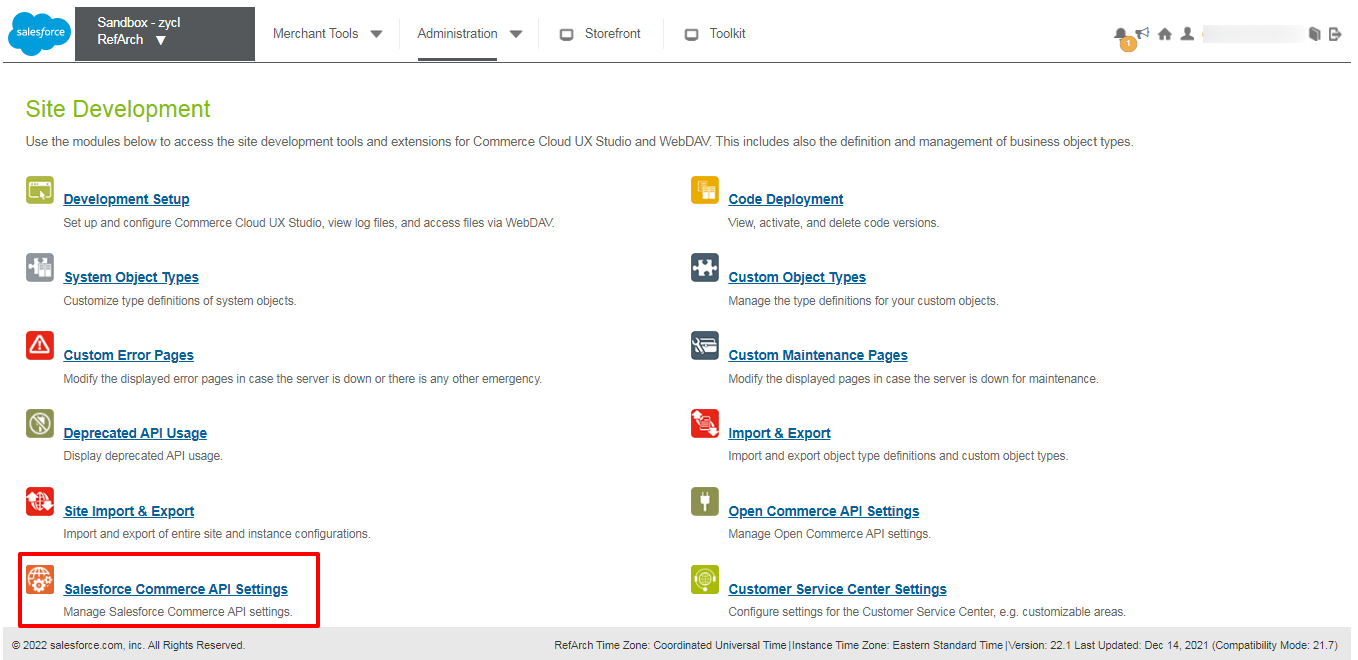 salesforce
Sandbox - zycl
RefArch ▼
Merchant Tools
Administration
Storefront
Toolkit
1
Site Development
Use the modules below to access the site development tools and extensions for Commerce Cloud UX Studio and WebDAV. This includes also the definition and management of business object types.
Development Setup
Set up and configure Commerce Cloud UX Studio, view log files, and access files via WebDAV.
Code Deployment
View, activate, and delete code versions.
System Object Types
Customize type definitions of system objects.
Custom Object Types
Manage the type definitions for your custom objects.
Custom Error Pages
Modify the displayed error pages in case the server is down or there is any other emergency.
Custom Maintenance Pages
Modify the displayed pages in case the server is down for maintenance.
Deprecated API Usage
Display deprecated API usage.
Import & Export
Import and export object type definitions and custom object types.
Site Import & Export
Import and export of entire site and instance configurations.
Open Commerce API Settings
Manage Open Commerce API settings.
Salesforce Commerce API Settings
Manage Salesforce Commerce API settings.
Customer Service Center Settings
Configure settings for the Customer Service Center, e.g. customizable areas.
© 2022 salesforce.com, inc. All Rights Reserved.
RefArch Time Zone: Coordinated Universal Time|Instance Time Zone: Eastern Standard Time|Version: 22.1 Last Updated: Dec 14, 2021 (Compatibility Mode: 21.7)